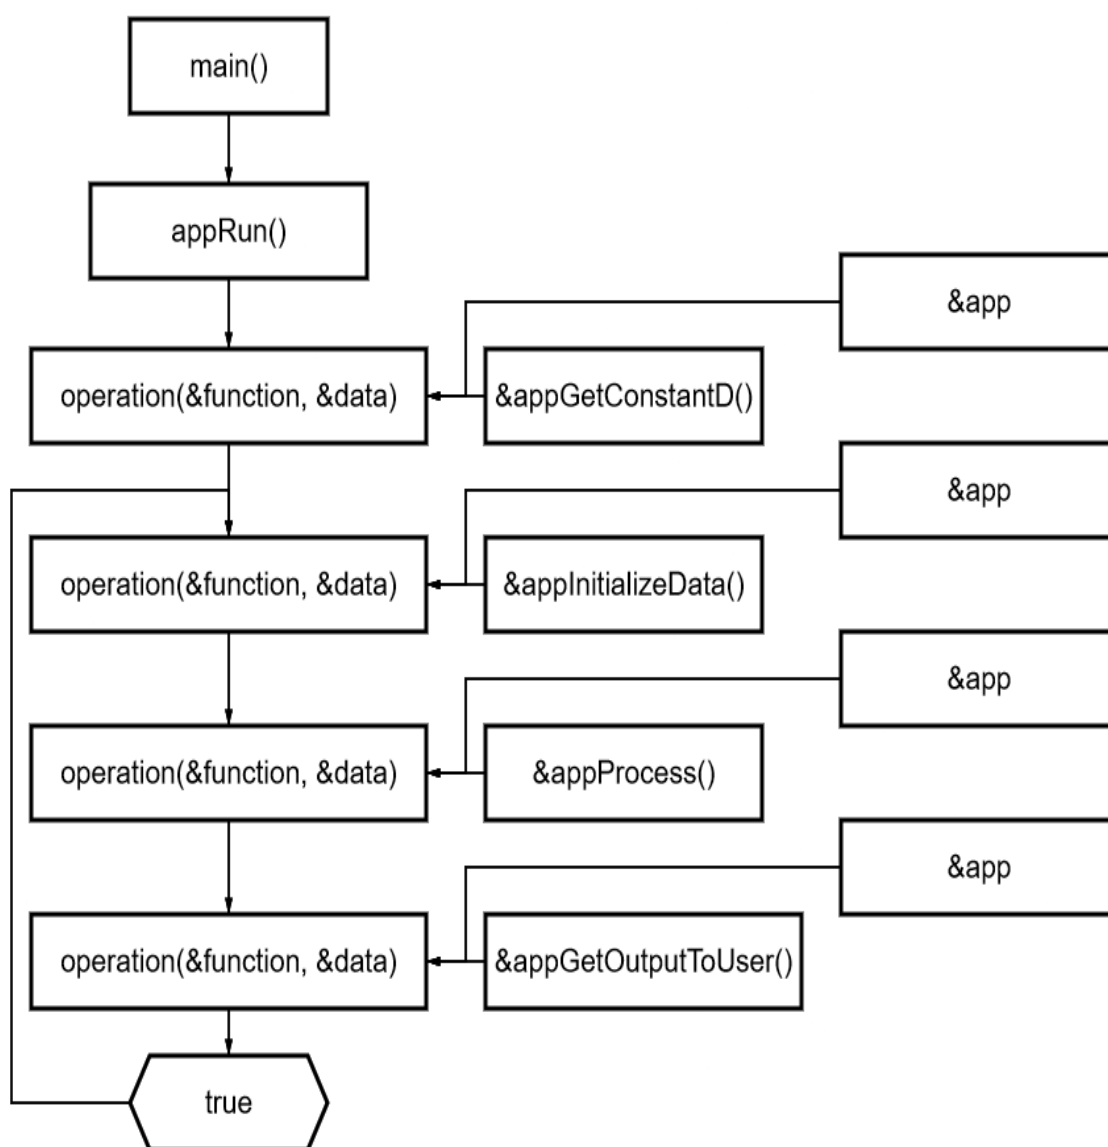 main()
appRun()
&app
operation(&function, &data)
&appGetConstantD()
&app
operation(&function, &data)
&appInitializeData()
&app
operation(&function, &data)
&appProcess()
&app
operation(&function, &data)
&appGetOutputToUser()
true